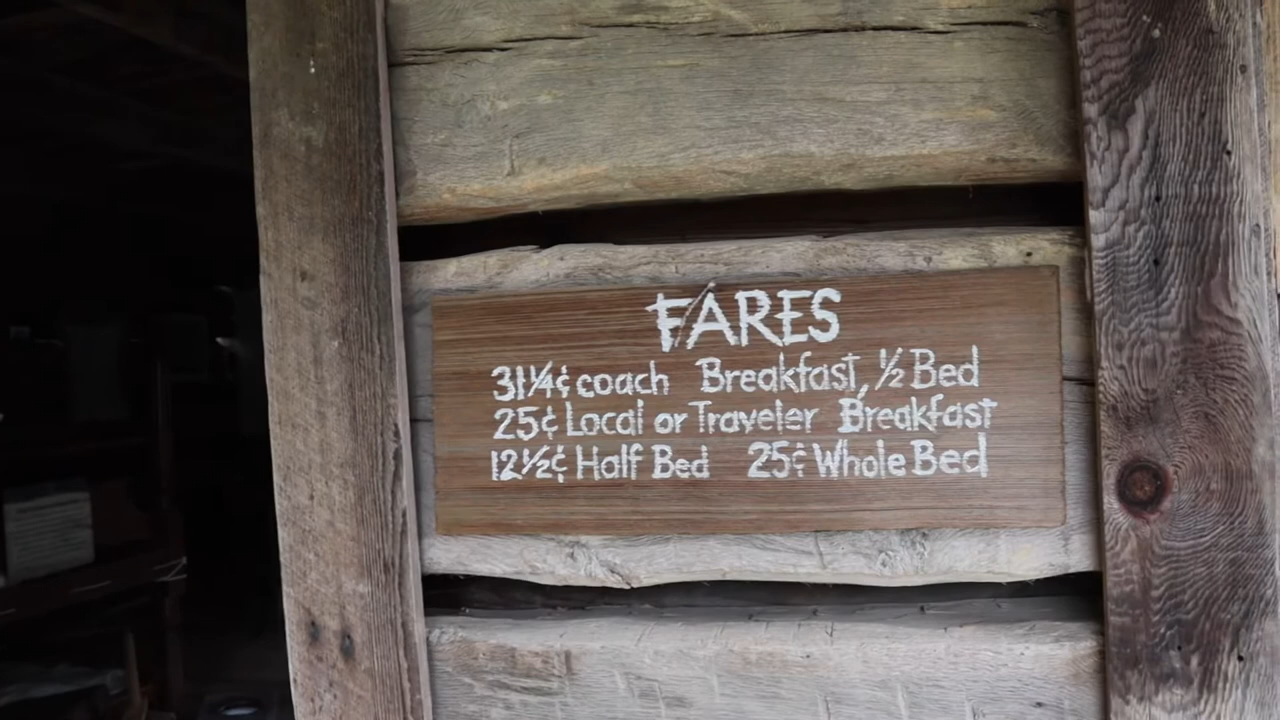 FARES
31¼¢ coach Breakfast, ½ Bed
25¢ Local or Traveler Breakfast
12½¢ Half Bed 25¢ Whole Bed